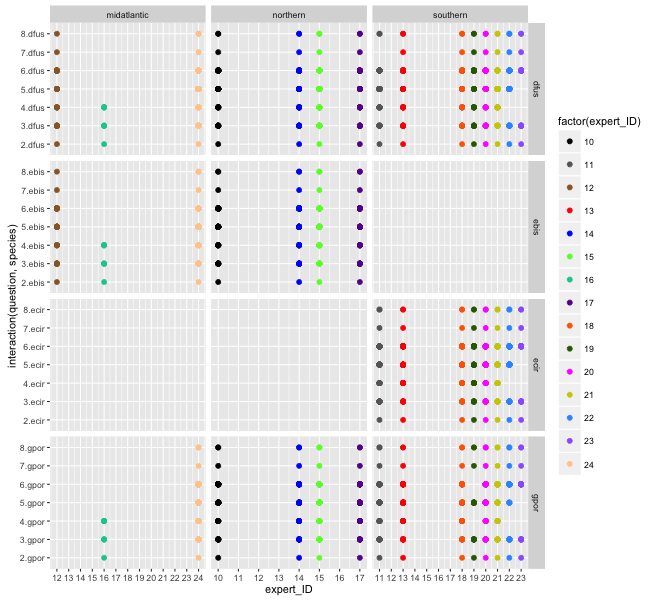 midatlantic northern southern
8.dfus
7.dfus
6.dfus
5.dfus
4.dfus
3.dfus
2.dfus
dfus
8.ebis
7.ebis
6.ebis
5.ebis
4.ebis
3.ebis
2.ebis
ebis
8.ecir
7.ecir
6.ecir
5.ecir
4.ecir
3.ecir
2.ecir
ecir
8.gpor
7.gpor
6.gpor
5.gpor
4.gpor
3.gpor
2.gpor
gpor
interaction(question, species)
12 13 14 15 16 17 18 19 20 21 22 23 24 10 11 12 13 14 15 16 17 11 12 13 14 15 16 17 18 19 20 21 22 23
expert_ID
factor(expert_ID)
10
11
12
13
14
15
16
17
18
19
20
21
22
23
24